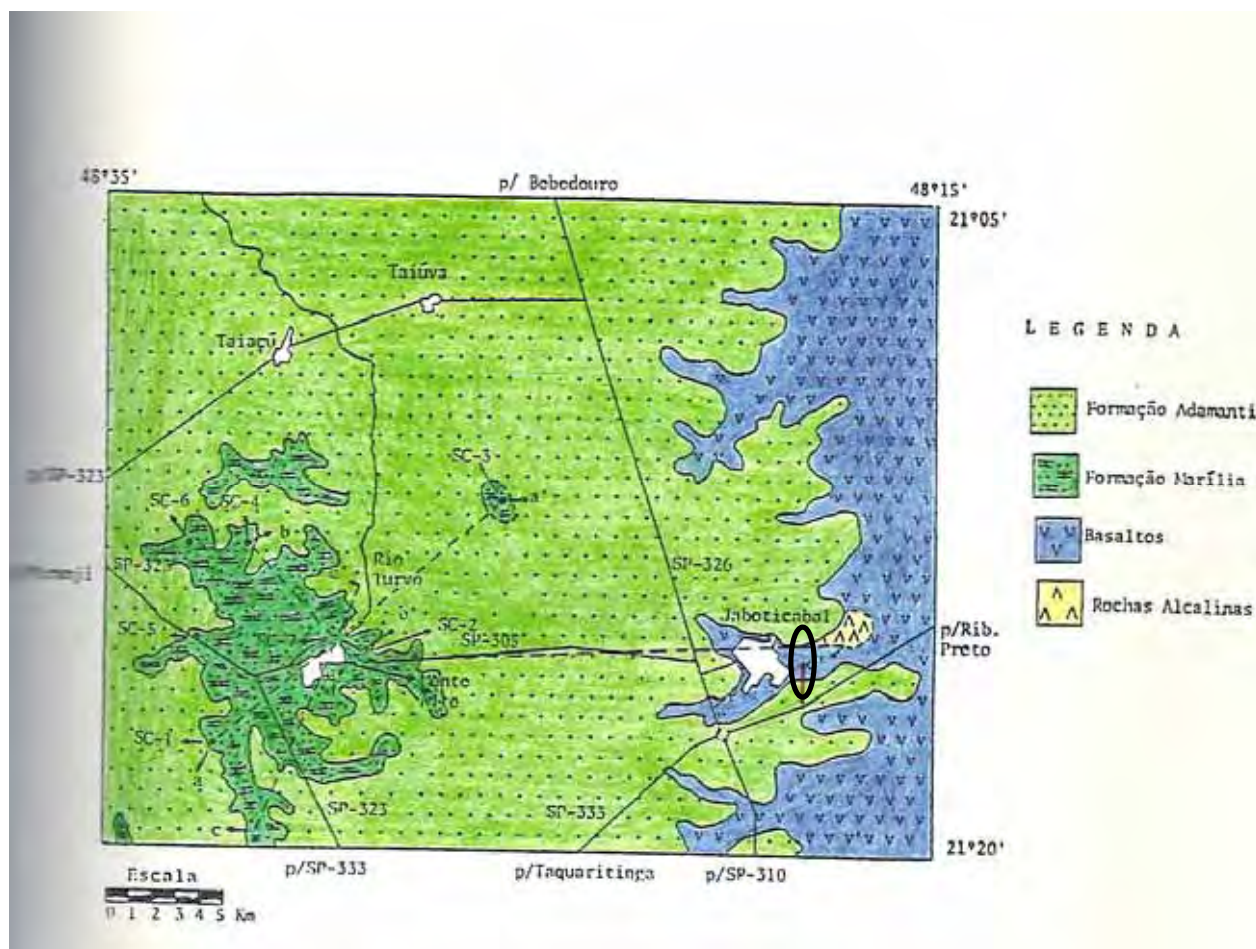 48°35'
p/ Bebedouro
48°15'
21°05'
Taiúva
Taiaçú
L E G E N D A
Formação Adamanti
SC-3
a
p/SP-323
Formação Marília
SC-6
SC-4
b
Basaltos
SP-323
Rio
Turvo
SP-326
Rochas Alcalinas
Jaboticabal
SC-5
SC-2
SP-305
p/Rib.
Preto
SC-1
a
SP-323
SP-333
c
21°20'
Escala
p/SP-333
p/Taquaritinga
p/SP-310
0 1 2 3 4 5 Km